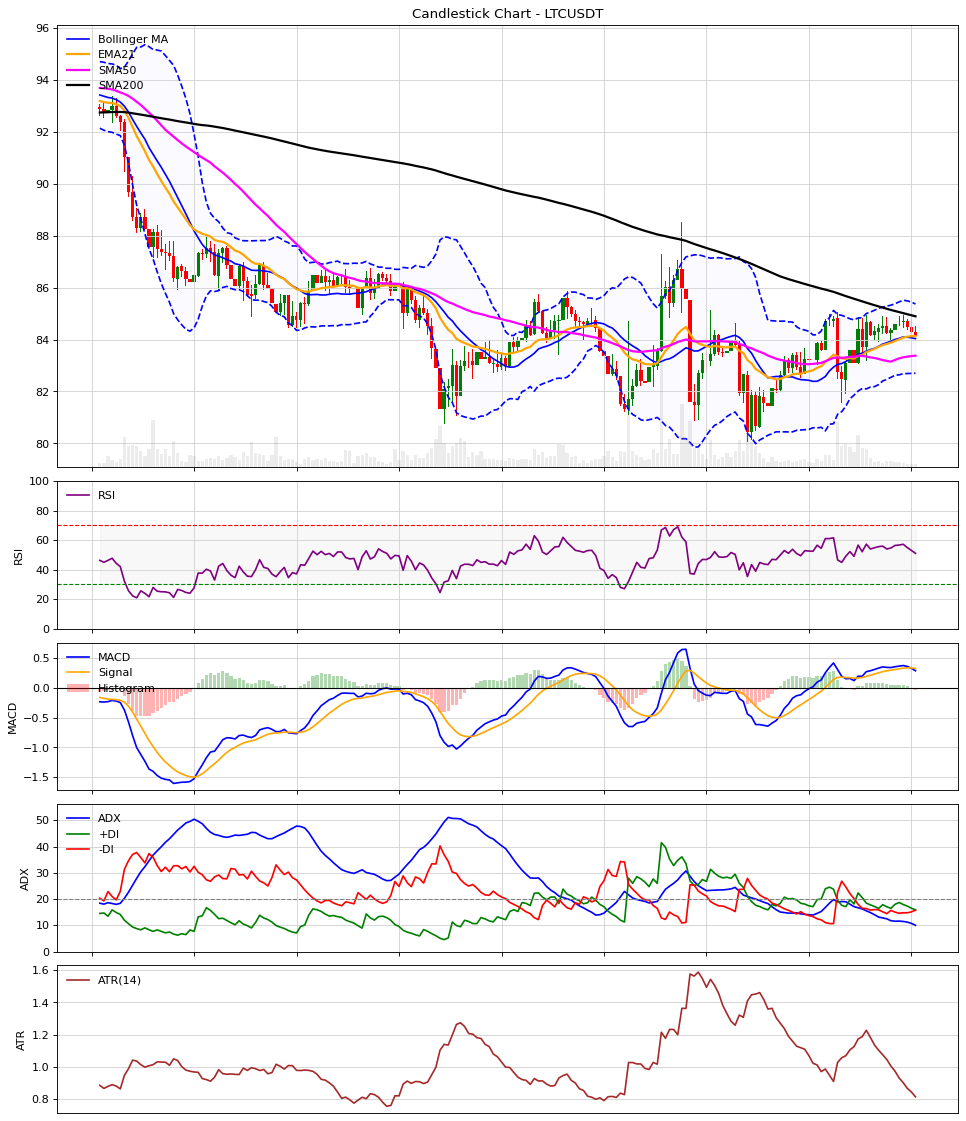 Candlestick Chart - LTCUSDT
96
94
92
90
88
86
84
82
80
Bollinger MA
EMA21
SMA50
SMA200
100
80
60
40
20
0
RSI
RSI
0.5
0.0
−0.5
−1.0
−1.5
MACD
MACD
Signal
Histogram
50
40
30
20
10
0
ADX
ADX
+DI
-DI
1.6
1.4
1.2
1.0
0.8
ATR
ATR(14)